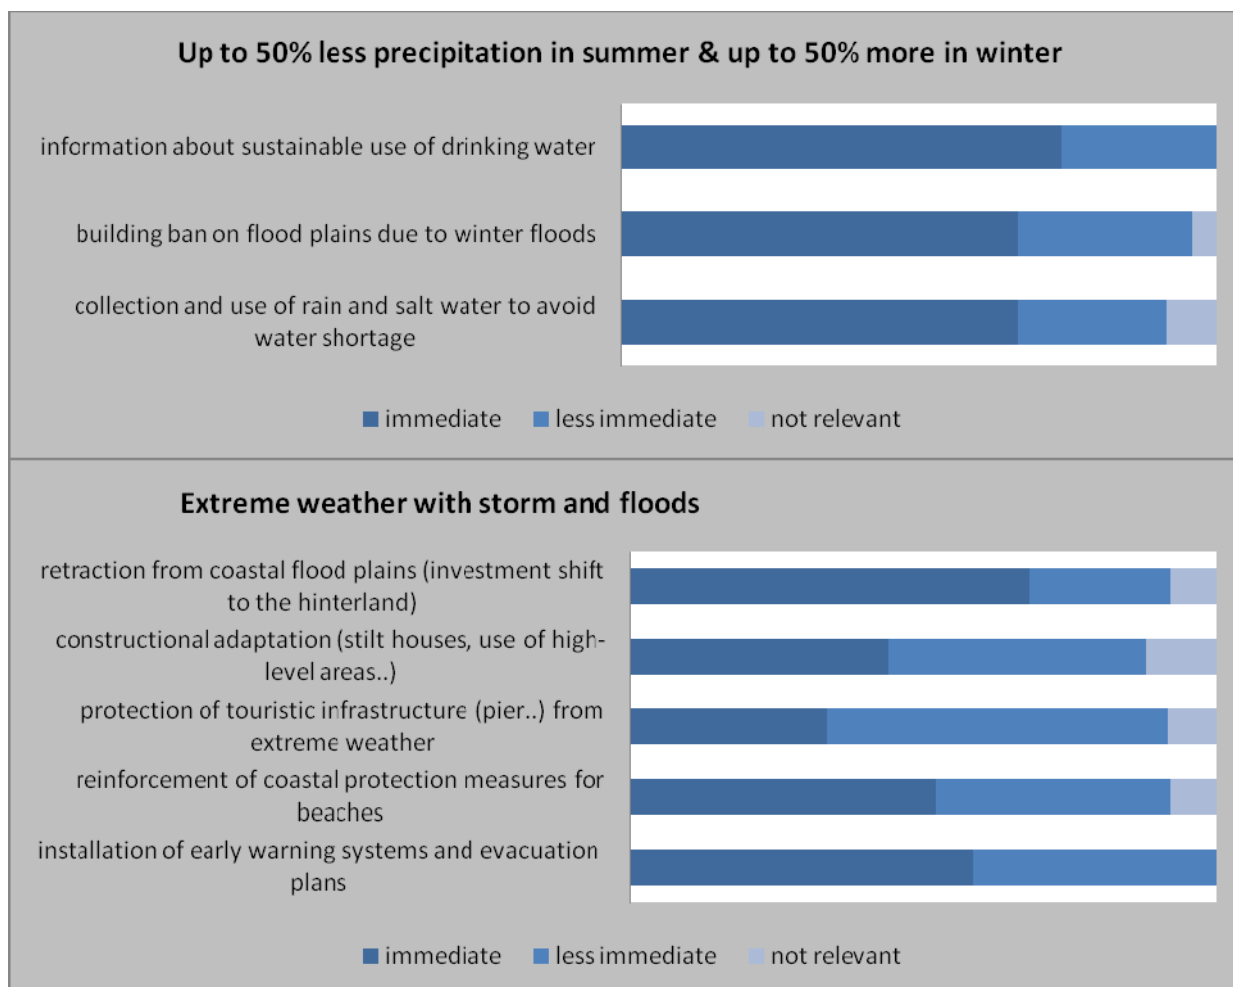 Up to 50% less precipitation in summer & up to 50% more in winter
information about sustainable use of drinking water
building ban on flood plains due to winter floods
collection and use of rain and salt water to avoid
water shortage
immediate less immediate not relevant
Extreme weather with storm and floods
retraction from coastal flood plains (investment shift
to the hinterland)
constructional adaptation (stilt houses, use of high-
level areas..)
protection of touristic infrastructure (pier..) from
extreme weather
reinforcement of coastal protection measures for
beaches
installation of early warning systems and evacuation
plans
immediate less immediate not relevant